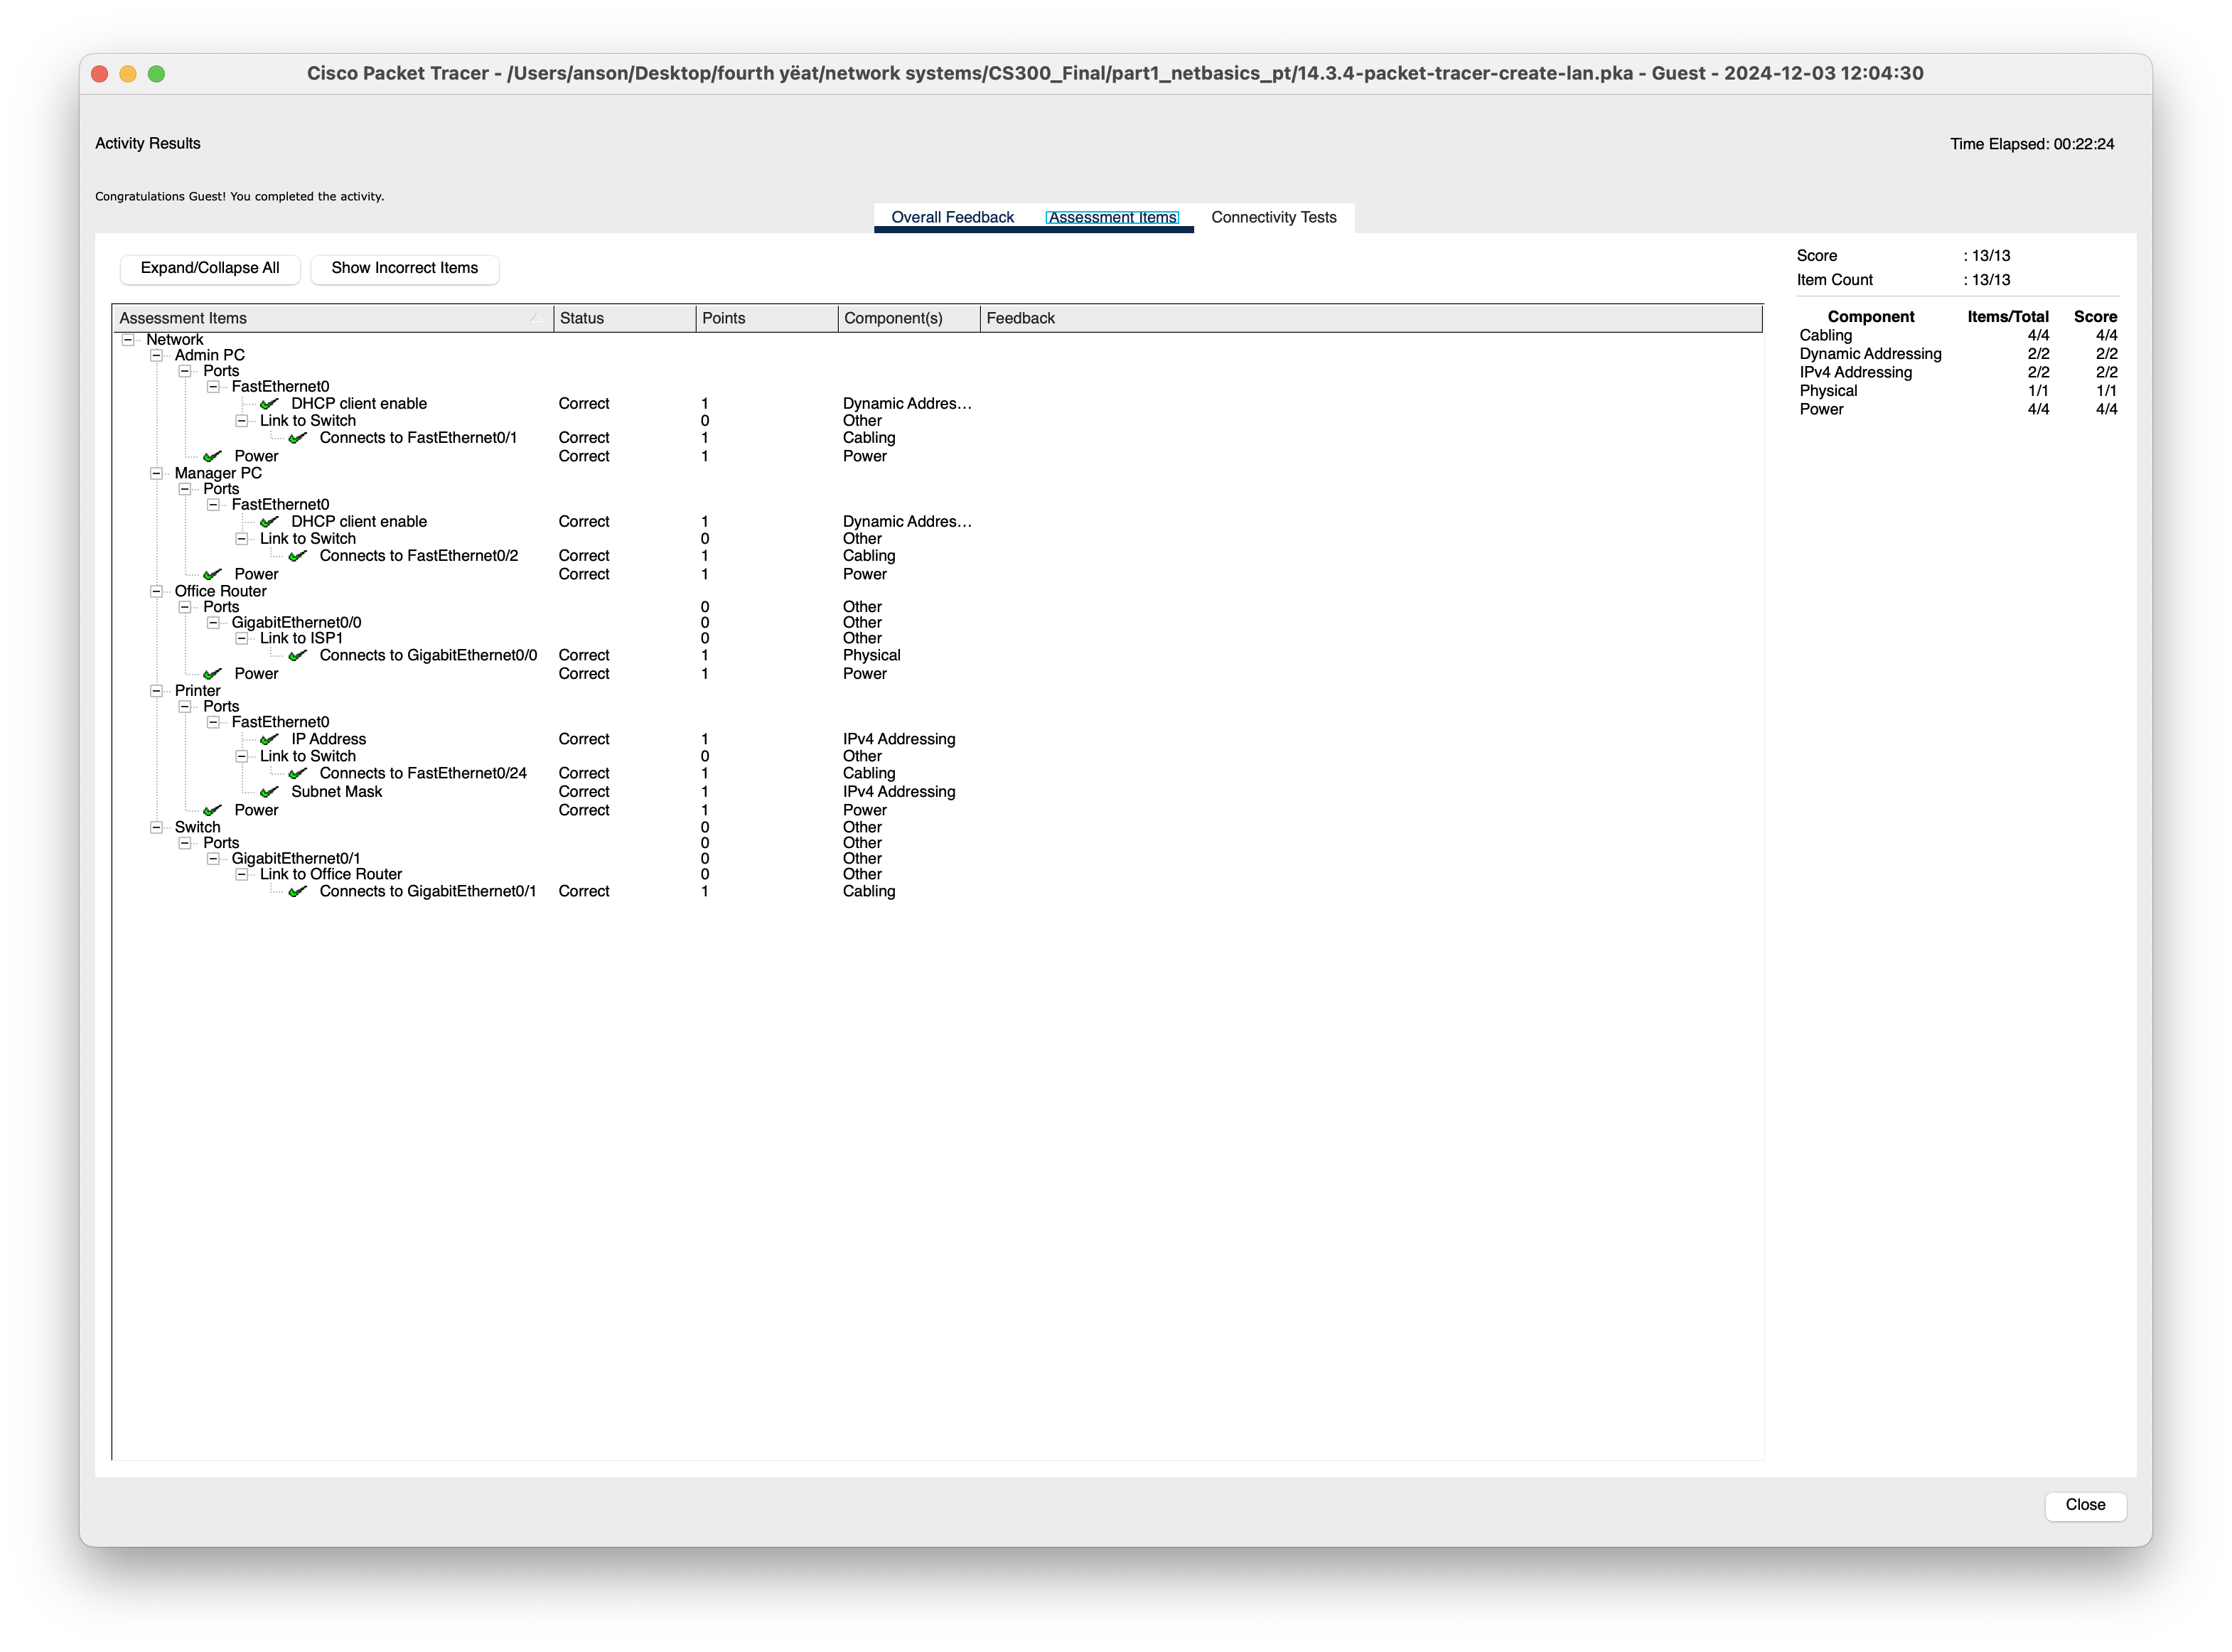 Cisco Packet Tracer - /Users/anson/Desktop/fourth yëat/network systems/CS300_Final/part1_netbasics_pt/14.3.4-packet-tracer-create-lan.pka - Guest - 2024-12-03 12:04:30
Activity Results
Time Elapsed: 00:22:24
Congratulations Guest! You completed the activity.
Overall Feedback Assessment Items Connectivity Tests
Expand/Collapse All Show Incorrect Items
Assessment Items Status Points Component(s) Feedback
Network
Admin PC
Ports
FastEthernet0
DHCP client enable Correct 1 Dynamic Addres...
Link to Switch 0 Other
Connects to FastEthernet0/1 Correct 1 Cabling
Power Correct 1 Power
Manager PC
Ports
FastEthernet0
DHCP client enable Correct 1 Dynamic Addres...
Link to Switch 0 Other
Connects to FastEthernet0/2 Correct 1 Cabling
Power Correct 1 Power
Office Router
Ports 0 Other
GigabitEthernet0/0 0 Other
Link to ISP1 0 Other
Connects to GigabitEthernet0/0 Correct 1 Physical
Power Correct 1 Power
Printer
Ports
FastEthernet0
IP Address Correct 1 IPv4 Addressing
Link to Switch 0 Other
Connects to FastEthernet0/24 Correct 1 Cabling
Subnet Mask Correct 1 IPv4 Addressing
Power Correct 1 Power
Switch 0 Other
Ports 0 Other
GigabitEthernet0/1 0 Other
Link to Office Router 0 Other
Connects to GigabitEthernet0/1 Correct 1 Cabling
Score : 13/13
Item Count : 13/13
Component Items/Total Score
Cabling 4/4 4/4
Dynamic Addressing 2/2 2/2
IPv4 Addressing 2/2 2/2
Physical 1/1 1/1
Power 4/4 4/4
Close